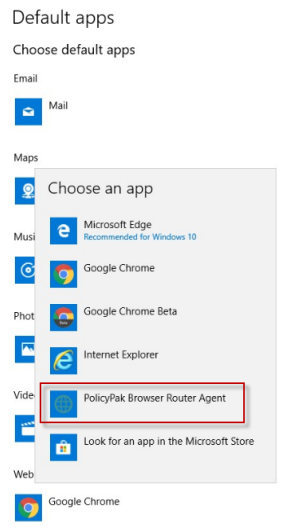 Default apps
Choose default apps
Email
Mail
Maps
Choose an app
Microsoft Edge
Recommended for Windows 10
Musi
Google Chrome
Google Chrome Beta
Phot
Internet Explorer
PolicyPak Browser Router Agent
Vide
Look for an app in the Microsoft Store
Web
Google Chrome